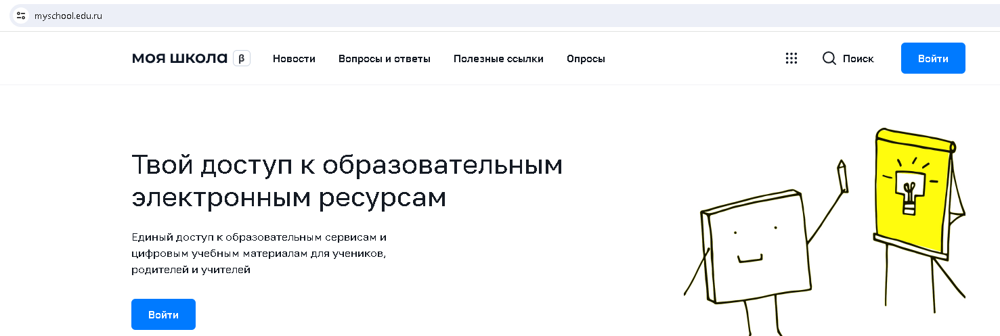 myschool.edu.ru
моя школа β Новости Вопросы и ответы Полезные ссылки Опросы Поиск Войти
Твой доступ к образовательным
электронным ресурсам
Единый доступ к образовательным сервисам и
цифровым учебным материалам для учеников,
родителей и учителей
Войти